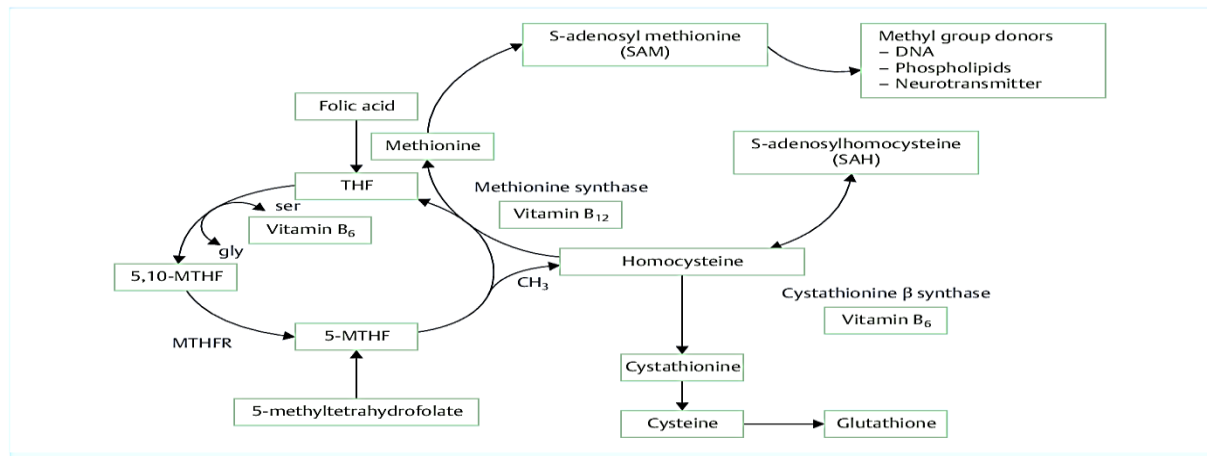 S-adenosyl methionine
(SAM)
Methyl group donors
– DNA
– Phospholipids
– Neurotransmitter
Folic acid
Methionine
S-adenosylhomocysteine
(SAH)
THF
Methionine synthase
ser
Vitamin B₁₂
Vitamin B₆
gly
Homocysteine
5,10-MTHF
CH₃
Cystathionine β synthase
Vitamin B₆
MTHFR
5-MTHF
Cystathionine
5-methyltetrahydrofolate
Cysteine
Glutathione